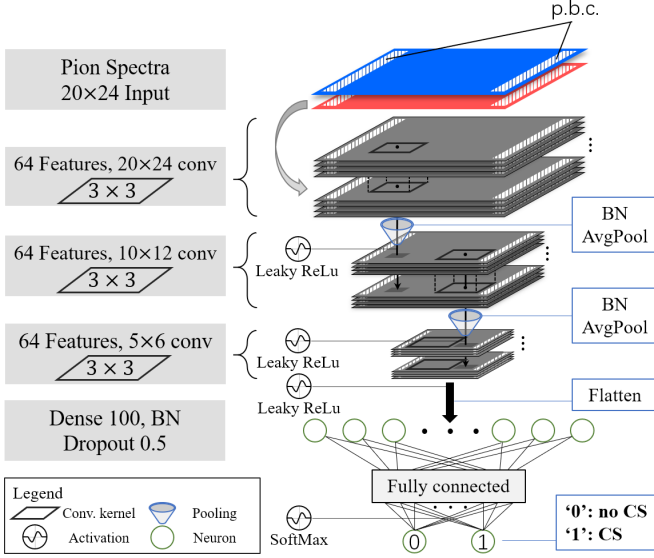 p.b.c.
Pion Spectra
20×24 Input
64 Features, 20×24 conv
3 × 3
BN
AvgPool
64 Features, 10×12 conv
3 × 3
Leaky ReLu
BN
AvgPool
64 Features, 5×6 conv
3 × 3
Leaky ReLu
Leaky ReLu
Flatten
Dense 100, BN
Dropout 0.5
Fully connected
Legend
Conv. kernel
Pooling
Activation
Neuron
SoftMax
0
1
‘0’: no CS
‘1’: CS